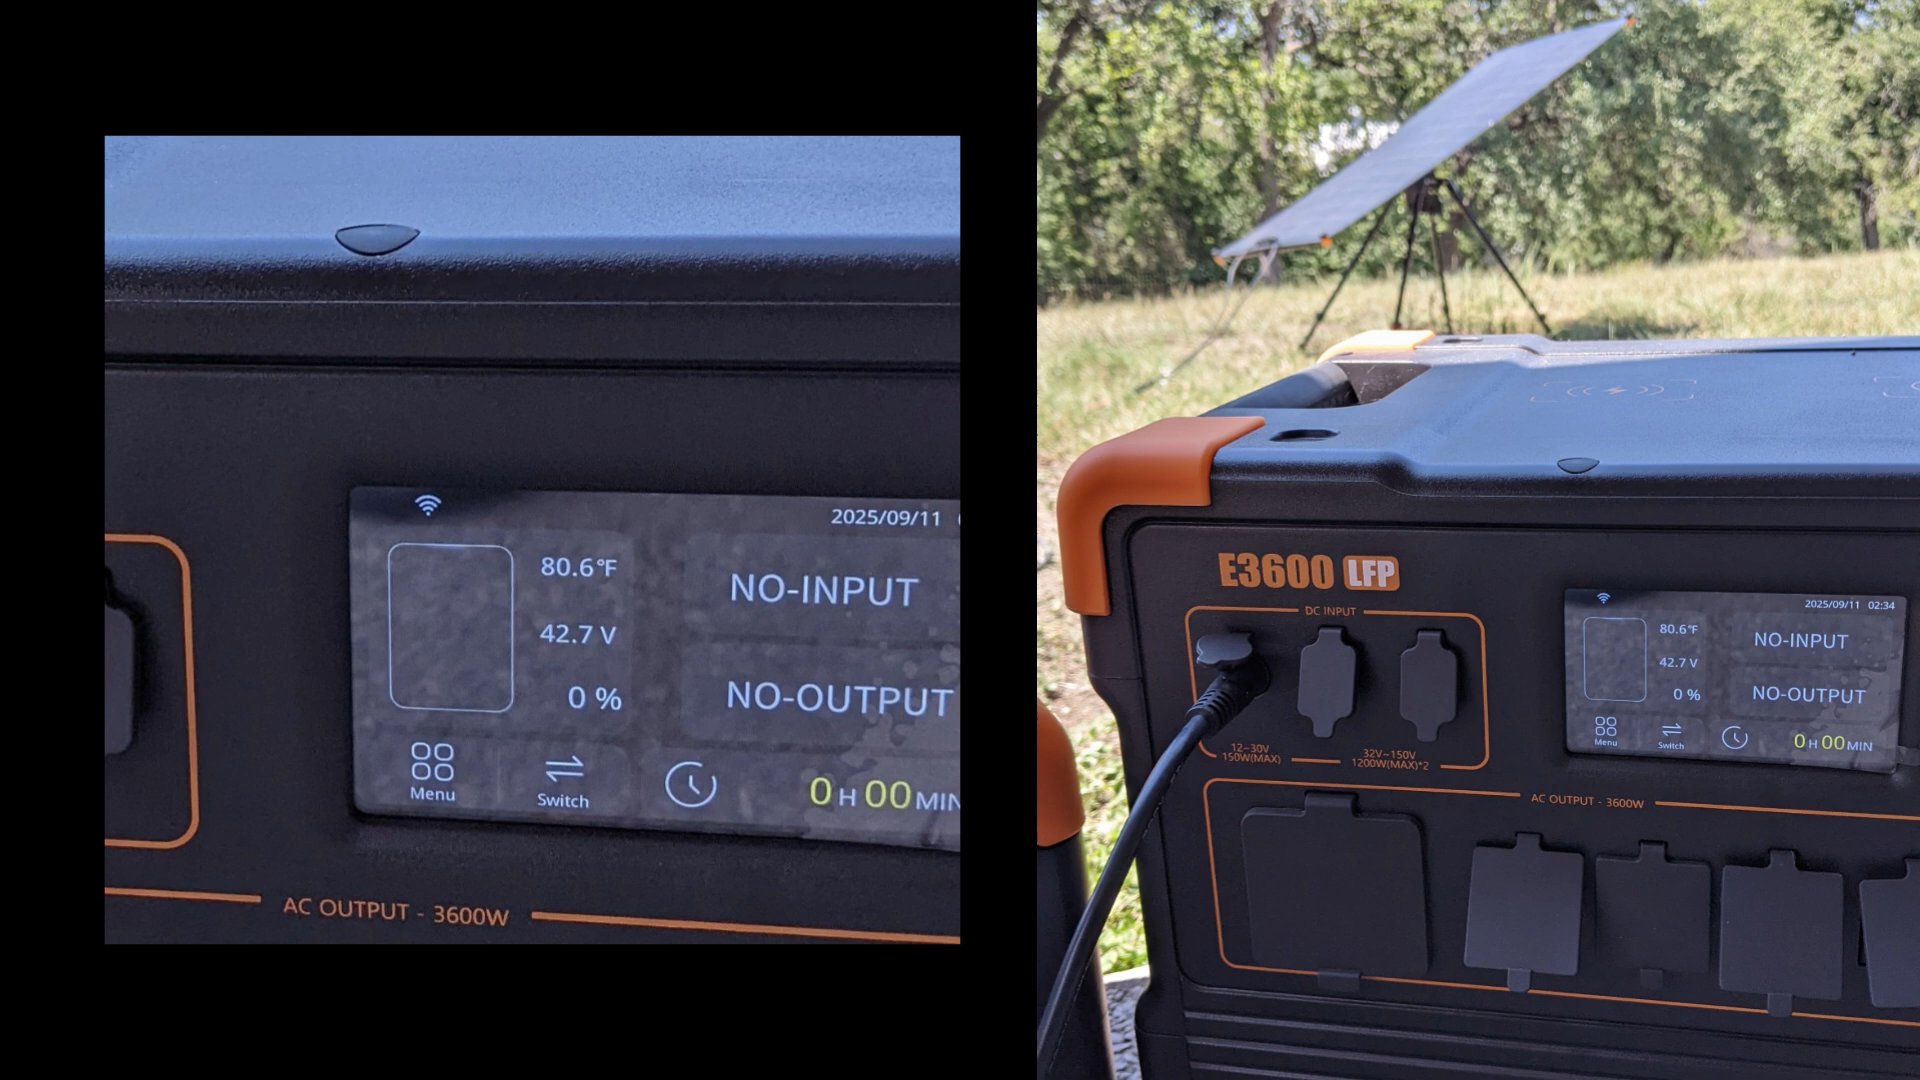 2025/09/11
80.6°F
NO-INPUT
42.7 V
0 %
NO-OUTPUT
Menu
Switch
0 H 00 MIN
AC OUTPUT - 3600W
E3600 LFP
DC INPUT
12~30V
150W(MAX)
32V~150V
1200W(MAX)*2
2025/09/11 02:34
80.6°F
NO-INPUT
42.7 V
0 %
NO-OUTPUT
Menu
Switch
0 H 00 MIN
AC OUTPUT - 3600W